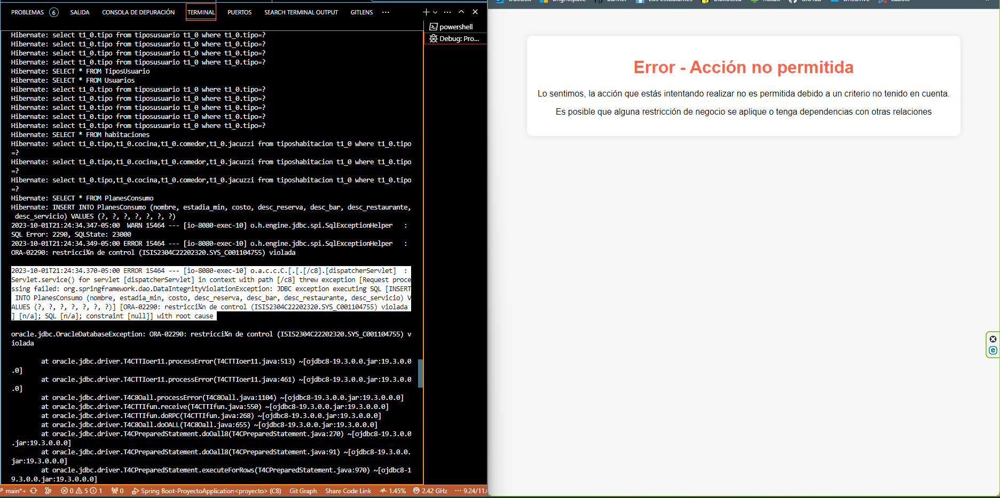 PROBLEMAS 6 SALIDA CONSOLA DE DEPURACIÓN TERMINAL PUERTOS SEARCH TERMINAL OUTPUT GITLENS
powershell
Debug: Pro...
Hibernate: select t1_0.tipo from tiposusuario t1_0 where t1_0.tipo=?
Hibernate: select t1_0.tipo from tiposusuario t1_0 where t1_0.tipo=?
Hibernate: select t1_0.tipo from tiposusuario t1_0 where t1_0.tipo=?
Hibernate: select t1_0.tipo from tiposusuario t1_0 where t1_0.tipo=?
Hibernate: SELECT * FROM TiposUsuario
Hibernate: SELECT * FROM Usuarios
Hibernate: select t1_0.tipo from tiposusuario t1_0 where t1_0.tipo=?
Hibernate: select t1_0.tipo from tiposusuario t1_0 where t1_0.tipo=?
Hibernate: select t1_0.tipo from tiposusuario t1_0 where t1_0.tipo=?
Hibernate: select t1_0.tipo from tiposusuario t1_0 where t1_0.tipo=?
Hibernate: select t1_0.tipo from tiposusuario t1_0 where t1_0.tipo=?
Hibernate: SELECT * FROM habitaciones
Hibernate: select t1_0.tipo,t1_0.cocina,t1_0.comedor,t1_0.jacuzzi from tiposhabitacion t1_0 where t1_0.tipo
=?
Hibernate: select t1_0.tipo,t1_0.cocina,t1_0.comedor,t1_0.jacuzzi from tiposhabitacion t1_0 where t1_0.tipo
=?
Hibernate: select t1_0.tipo,t1_0.cocina,t1_0.comedor,t1_0.jacuzzi from tiposhabitacion t1_0 where t1_0.tipo
=?
Hibernate: SELECT * FROM PlanesConsumo
Hibernate: INSERT INTO PlanesConsumo (nombre, estadia_min, costo, desc_reserva, desc_bar, desc_restaurante,
desc_servicio) VALUES (?, ?, ?, ?, ?, ?, ?)
2023-10-01T21:24:34.347-05:00  WARN 15464 --- [io-8080-exec-10] o.h.engine.jdbc.spi.SqlExceptionHelper   :
SQL Error: 2290, SQLState: 23000
2023-10-01T21:24:34.349-05:00 ERROR 15464 --- [io-8080-exec-10] o.h.engine.jdbc.spi.SqlExceptionHelper   :
ORA-02290: restricci¾n de control (ISIS2304C22202320.SYS_C001104755) violada
2023-10-01T21:24:34.370-05:00 ERROR 15464 --- [io-8080-exec-10] o.a.c.c.C.[.[.[/c8].[dispatcherServlet]  :
Servlet.service() for servlet [dispatcherServlet] in context with path [/c8] threw exception [Request proce
ssing failed: org.springframework.dao.DataIntegrityViolationException: JDBC exception executing SQL [INSERT
INTO PlanesConsumo (nombre, estadia_min, costo, desc_reserva, desc_bar, desc_restaurante, desc_servicio) V
ALUES (?, ?, ?, ?, ?, ?, ?)] [ORA-02290: restricci¾n de control (ISIS2304C22202320.SYS_C001104755) violada
] [n/a]; SQL [n/a]; constraint [null]] with root cause
oracle.jdbc.OracleDatabaseException: ORA-02290: restricci¾n de control (ISIS2304C22202320.SYS_C001104755) v
iolada
at oracle.jdbc.driver.T4CTTIoer11.processError(T4CTTIoer11.java:513) ~[ojdbc8-19.3.0.0.jar:19.3.0.0
.0]
at oracle.jdbc.driver.T4CTTIoer11.processError(T4CTTIoer11.java:461) ~[ojdbc8-19.3.0.0.jar:19.3.0.0
.0]
at oracle.jdbc.driver.T4C8Oall.processError(T4C8Oall.java:1104) ~[ojdbc8-19.3.0.0.jar:19.3.0.0.0]
at oracle.jdbc.driver.T4CTTIfun.receive(T4CTTIfun.java:550) ~[ojdbc8-19.3.0.0.jar:19.3.0.0.0]
at oracle.jdbc.driver.T4CTTIfun.doRPC(T4CTTIfun.java:268) ~[ojdbc8-19.3.0.0.jar:19.3.0.0.0]
at oracle.jdbc.driver.T4C8Oall.doOALL(T4C8Oall.java:655) ~[ojdbc8-19.3.0.0.jar:19.3.0.0.0]
at oracle.jdbc.driver.T4CPreparedStatement.doOall8(T4CPreparedStatement.java:270) ~[ojdbc8-19.3.0.0
.jar:19.3.0.0.0]
at oracle.jdbc.driver.T4CPreparedStatement.doOall8(T4CPreparedStatement.java:91) ~[ojdbc8-19.3.0.0.
jar:19.3.0.0.0]
at oracle.jdbc.driver.T4CPreparedStatement.executeForRows(T4CPreparedStatement.java:970) ~[ojdbc8-1
9.3.0.0.jar:19.3.0.0.0]
main*+ 0 5 1 0 Spring Boot-ProyectoApplication<proyecto> (C8) Git Graph Share Code Link 1.45% 2.42 GHz 9.24/11.
Outlook Brightspace Banner Los estudiantes Biblioteca GitHub OneDrive
Error - Acción no permitida
Lo sentimos, la acción que estás intentando realizar no es permitida debido a un criterio no tenido en cuenta.
Es posible que alguna restricción de negocio se aplique o tenga dependencias con otras relaciones